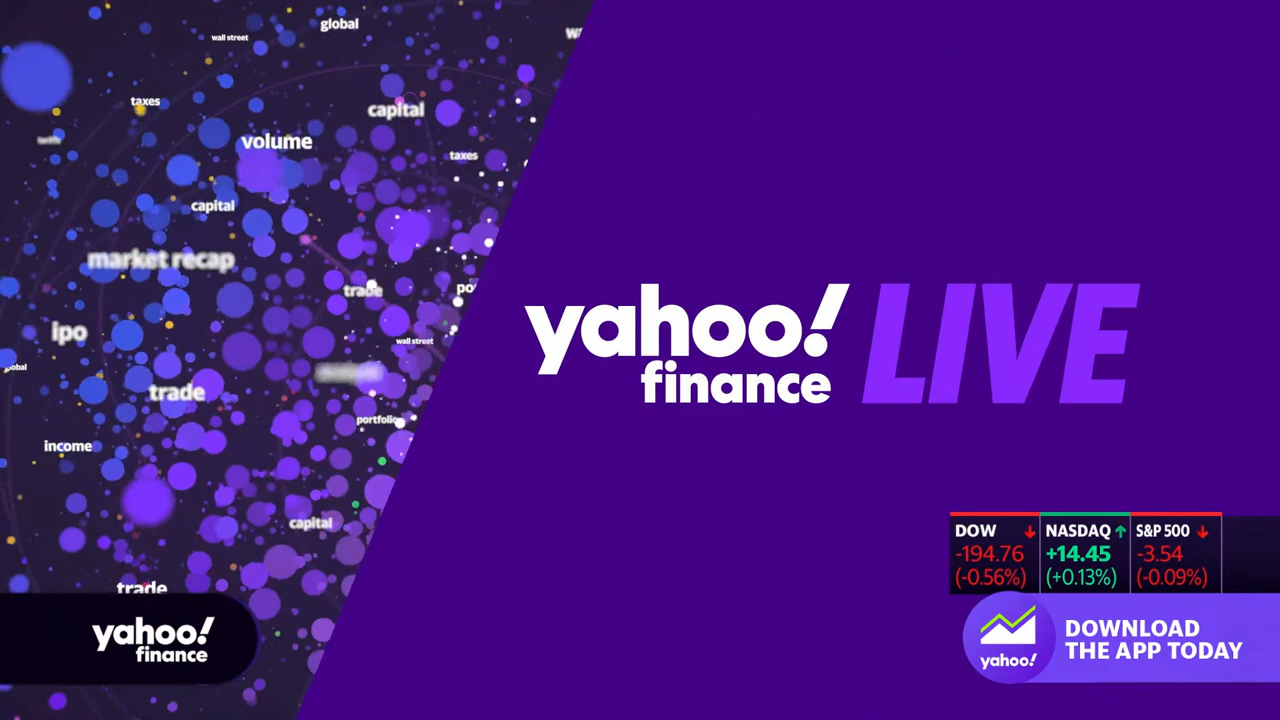 global
wall street
taxes
capital
volume
taxes
capital
market recap
trade
ipo
wall street
trade
portfolio
income
capital
trade
yahoo!
finance
LIVE
DOW
-194.76
(-0.56%)
NASDAQ
+14.45
(+0.13%)
S&P 500
-3.54
(-0.09%)
yahoo!
finance
yahoo!
DOWNLOAD
THE APP TODAY